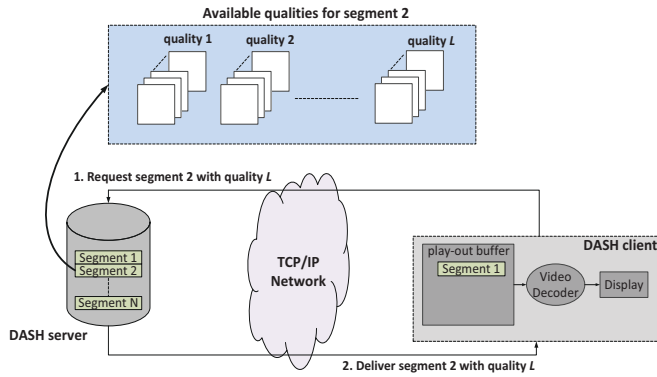 Available qualities for segment 2
quality 1
quality 2
quality L
1. Request segment 2 with quality L
Segment 1
Segment 2
Segment N
DASH server
TCP/IP
Network
DASH client
play-out buffer
Segment 1
Video
Decoder
Display
2. Deliver segment 2 with quality L